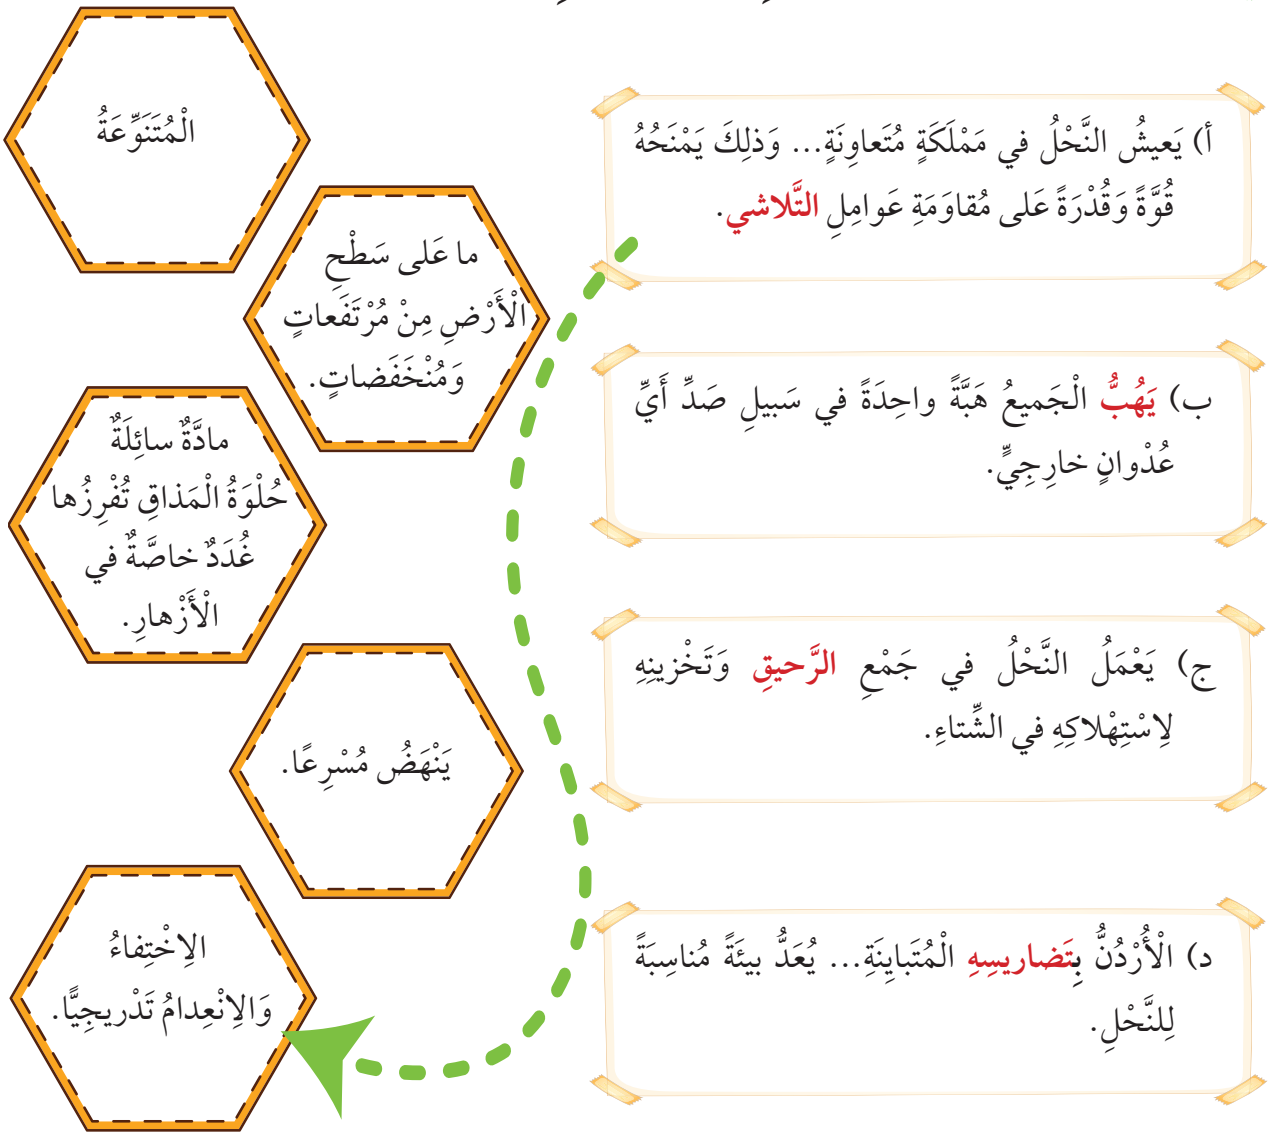 أ) يَعيشُ النَّحْلُ في مَمْلَكَةٍ مُتَعاوِنَةٍ... وَذلِكَ يَمْنَحُهُ
قُوَّةً وَقُدْرَةً عَلى مُقاوَمَةِ عَوامِلِ التَّلاشي.
ب) يَهُبُّ الْجَميعُ هَبَّةً واحِدَةً في سَبيلِ صَدِّ أَيِّ
عُدْوانٍ خارِجِيٍّ.
ج) يَعْمَلُ النَّحْلُ في جَمْعِ الرَّحيقِ وَتَخْزينِهِ
لِاسْتِهْلاكِهِ في الشِّتاءِ.
د) الْأُرْدُنُّ بِتَضاريسِهِ الْمُتَبايِنَةِ... يُعَدُّ بيئَةً مُناسِبَةً
لِلنَّحْلِ.
الْمُتَنَوِّعَةُ
ما عَلى سَطْحِ
الْأَرْضِ مِنْ مُرْتَفَعاتٍ
وَمُنْخَفَضاتٍ.
مادَّةٌ سائِلَةٌ
حُلْوَةُ الْمَذاقِ تُفْرِزُها
غُدَدٌ خاصَّةٌ في
الْأَزْهارِ.
يَنْهَضُ مُسْرِعًا.
الِاخْتِفاءُ
وَالِانْعِدامُ تَدْريجِيًّا.